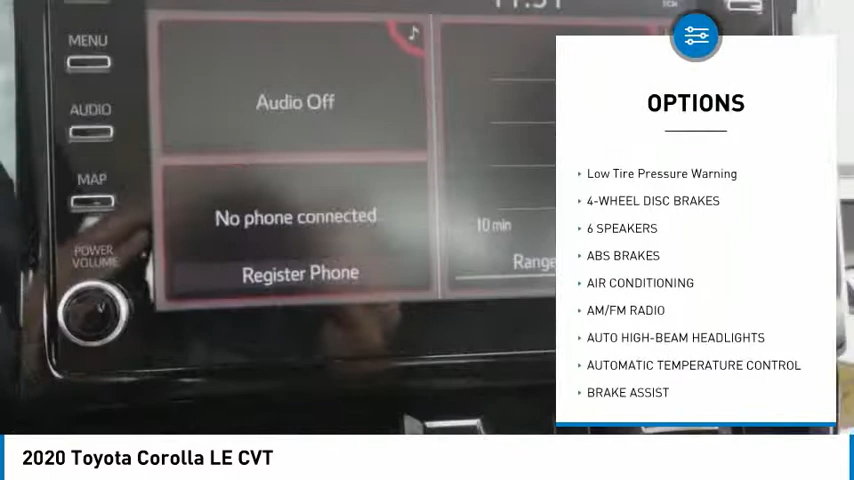 MENU
AUDIO
MAP
POWER
VOLUME
Audio Off
No phone connected
Register Phone
10 min
Range
OPTIONS
Low Tire Pressure Warning
4-WHEEL DISC BRAKES
6 SPEAKERS
ABS BRAKES
AIR CONDITIONING
AM/FM RADIO
AUTO HIGH-BEAM HEADLIGHTS
AUTOMATIC TEMPERATURE CONTROL
BRAKE ASSIST
2020 Toyota Corolla LE CVT